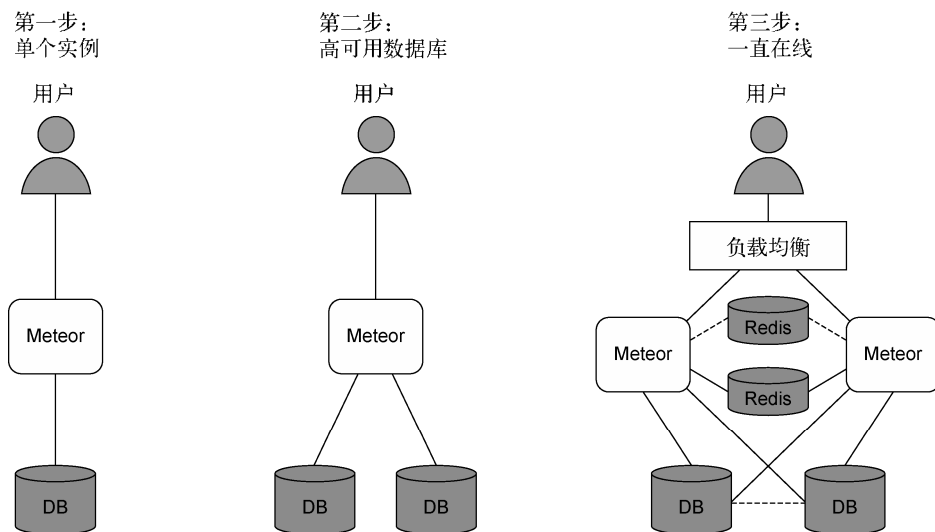 第一步：
单个实例
用户
Meteor
DB
第二步：
高可用数据库
用户
Meteor
DB
DB
第三步：
一直在线
用户
负载均衡
Redis
Meteor
Meteor
Redis
DB
DB